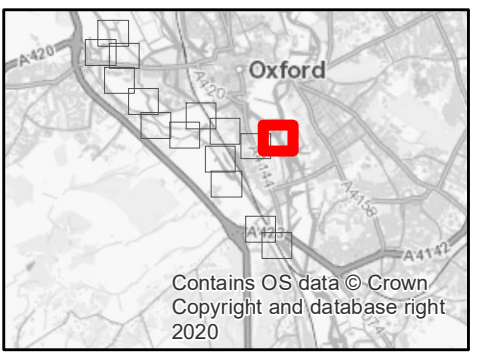 A420
Oxford
A420
A4144
A4158
A423
A4142
Contains OS data © Crown
Copyright and database right
2020